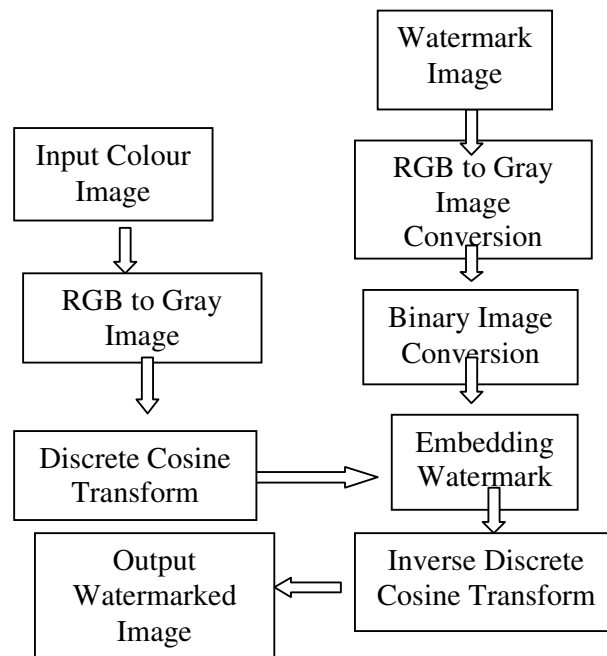 Watermark
Image
Input Colour
Image
RGB to Gray
Image
Conversion
RGB to Gray
Image
Binary Image
Conversion
Discrete Cosine
Transform
Embedding
Watermark
Output
Watermarked
Image
Inverse Discrete
Cosine Transform